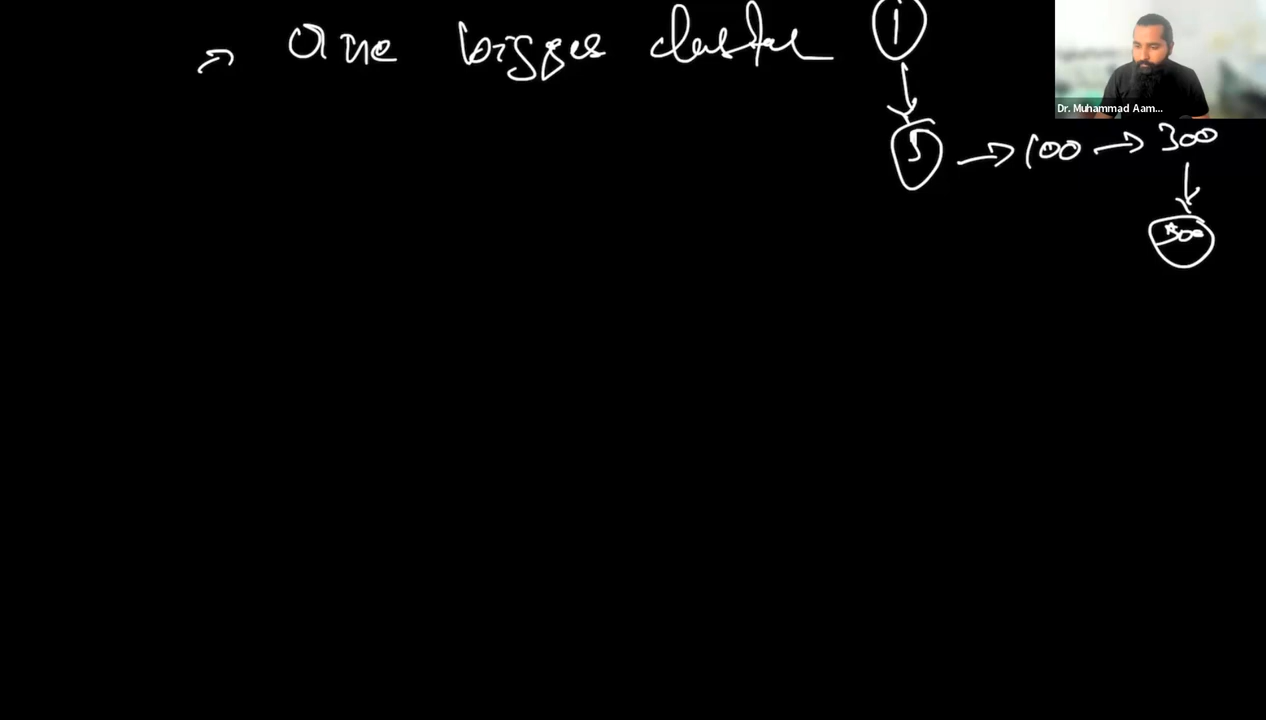 → One bigger cluster 1
Dr. Muhammad Aam...
5 → 100 → 300